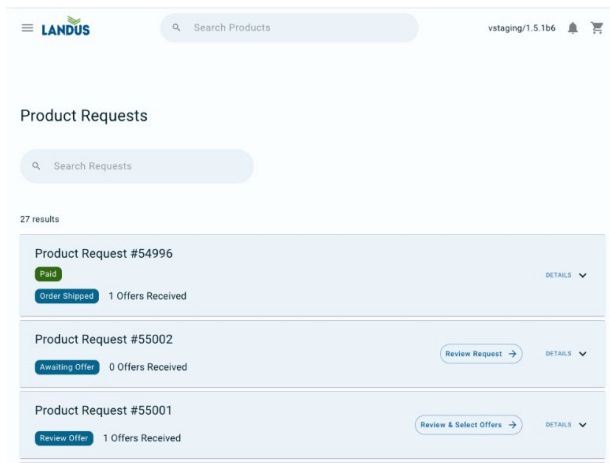 LANDUS
Search Products
vstaging/1.5.1b6
Product Requests
Search Requests
27 results
Product Request #54996
Paid
DETAILS
Order Shipped 1 Offers Received
Product Request #55002
Review Request
DETAILS
Awaiting Offer 0 Offers Received
Product Request #55001
Review & Select Offers
DETAILS
Review Offer 1 Offers Received